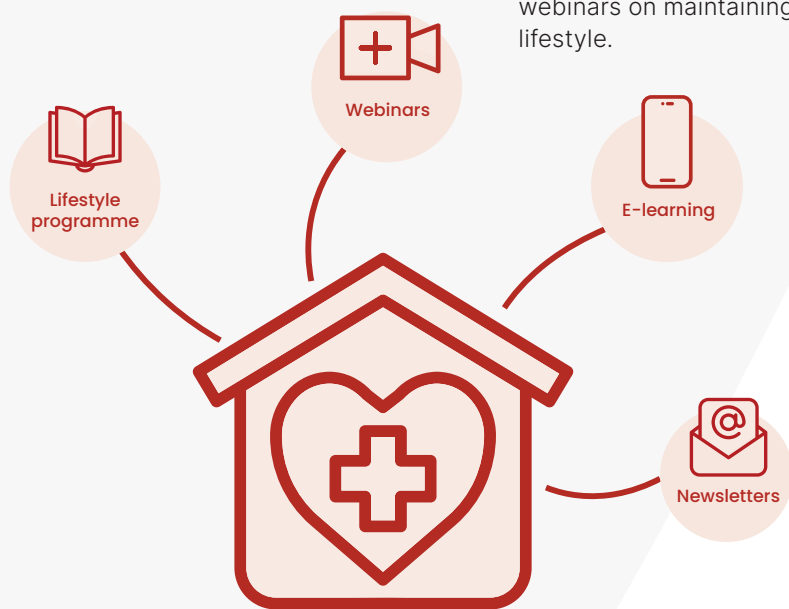 webinars on maintaining
lifestyle.
Webinars
Lifestyle
programme
E-learning
Newsletters